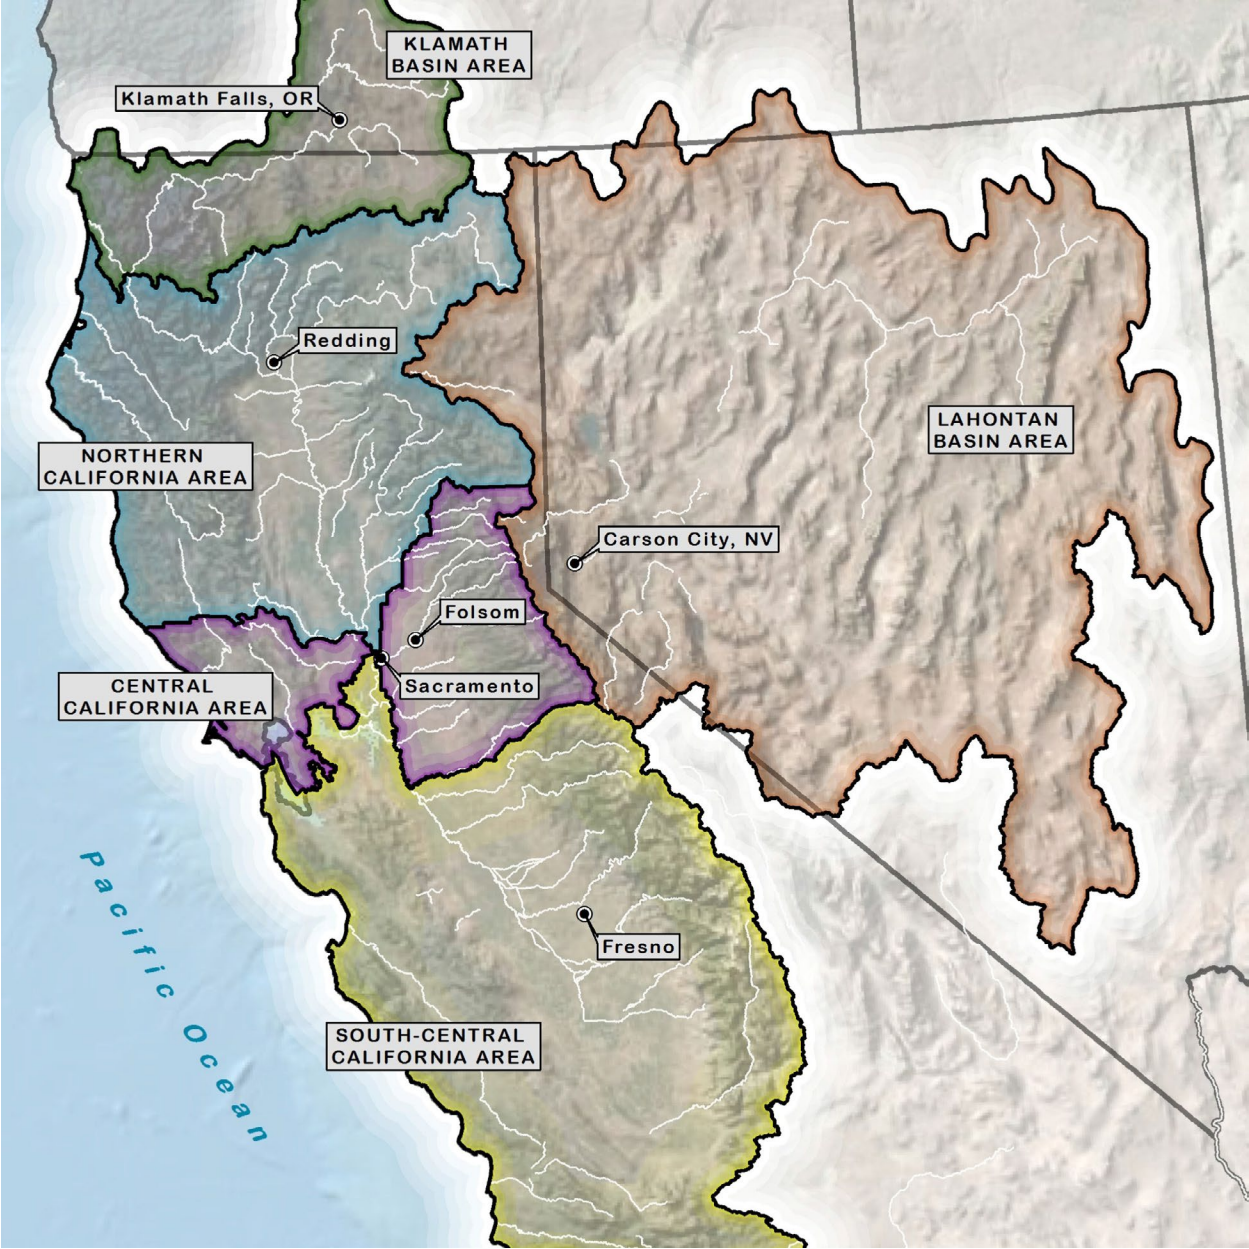 KLAMATH
BASIN AREA
Klamath Falls, OR
Redding
LAHONTAN
BASIN AREA
NORTHERN
CALIFORNIA AREA
Carson City, NV
Folsom
Sacramento
CENTRAL
CALIFORNIA AREA
Pacific Ocean
Fresno
SOUTH-CENTRAL
CALIFORNIA AREA